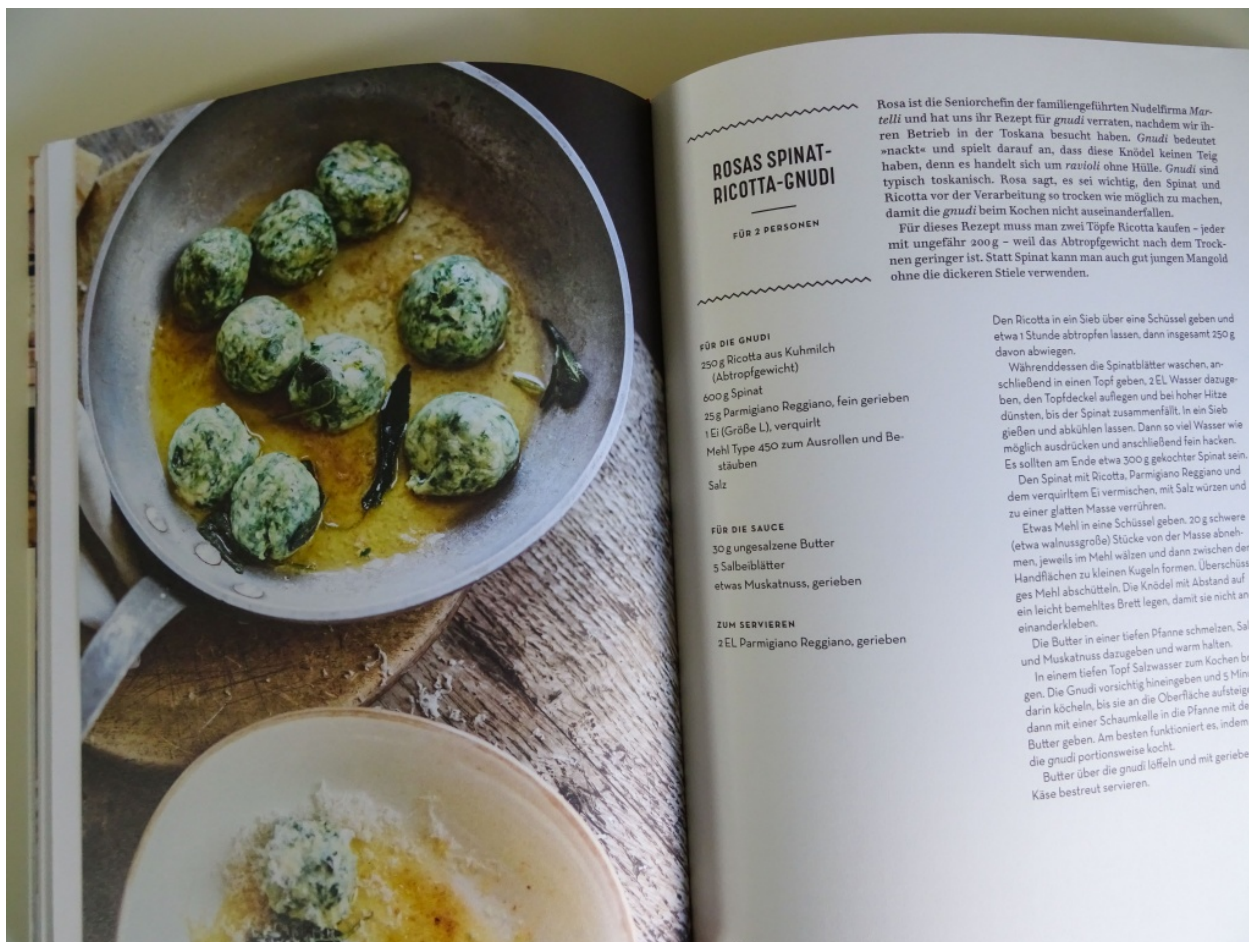 ROSAS SPINAT-
RICOTTA-GNUDI
FÜR 2 PERSONEN
Rosa ist die Seniorchefin der familiengeführten Nudelfirma Mar-
telli und hat uns ihr Rezept für gnudi verraten, nachdem wir ih-
ren Betrieb in der Toskana besucht haben. Gnudi bedeutet
»nackt« und spielt darauf an, dass diese Knödel keinen Teig
haben, denn es handelt sich um ravioli ohne Hülle. Gnudi sind
typisch toskanisch. Rosa sagt, es sei wichtig, den Spinat und
Ricotta vor der Verarbeitung so trocken wie möglich zu machen,
damit die gnudi beim Kochen nicht auseinanderfallen.
Für dieses Rezept muss man zwei Töpfe Ricotta kaufen – jeder
mit ungefähr 200 g – weil das Abtropfgewicht nach dem Trock-
nen geringer ist. Statt Spinat kann man auch gut jungen Mangold
ohne die dickeren Stiele verwenden.
FÜR DIE GNUDI
250 g Ricotta aus Kuhmilch
(Abtropfgewicht)
600 g Spinat
25 g Parmigiano Reggiano, fein gerieben
1 Ei (Größe L), verquirlt
Mehl Type 450 zum Ausrollen und Be-
stäuben
Salz
FÜR DIE SAUCE
30 g ungesalzene Butter
5 Salbeiblätter
etwas Muskatnuss, gerieben
ZUM SERVIEREN
2 EL Parmigiano Reggiano, gerieben
Den Ricotta in ein Sieb über eine Schüssel geben und
etwa 1 Stunde abtropfen lassen, dann insgesamt 250 g
davon abwiegen.
Währenddessen die Spinatblätter waschen, an-
schließend in einen Topf geben, 2 EL Wasser dazuge-
ben, den Topfdeckel auflegen und bei hoher Hitze
dünsten, bis der Spinat zusammenfällt. In ein Sieb
gießen und abkühlen lassen. Dann so viel Wasser wie
möglich ausdrücken und anschließend fein hacken.
Es sollten am Ende etwa 300 g gekochter Spinat sein.
Den Spinat mit Ricotta, Parmigiano Reggiano und
dem verquirltem Ei vermischen, mit Salz würzen und
zu einer glatten Masse verrühren.
Etwas Mehl in eine Schüssel geben. 20 g schwere
(etwa walnussgroße) Stücke von der Masse abneh-
men, jeweils im Mehl wälzen und dann zwischen den
Handflächen zu kleinen Kugeln formen. Überschüss
ges Mehl abschütteln. Die Knödel mit Abstand auf
ein leicht bemehltes Brett legen, damit sie nicht an
einanderkleben.
Die Butter in einer tiefen Pfanne schmelzen, Sal
und Muskatnuss dazugeben und warm halten.
In einem tiefen Topf Salzwasser zum Kochen br
gen. Die Gnudi vorsichtig hineingeben und 5 Min
darin köcheln, bis sie an die Oberfläche aufsteig
dann mit einer Schaumkelle in die Pfanne mit de
Butter geben. Am besten funktioniert es, indem
die gnudi portionsweise kocht.
Butter über die gnudi löffeln und mit geriebe
Käse bestreut servieren.